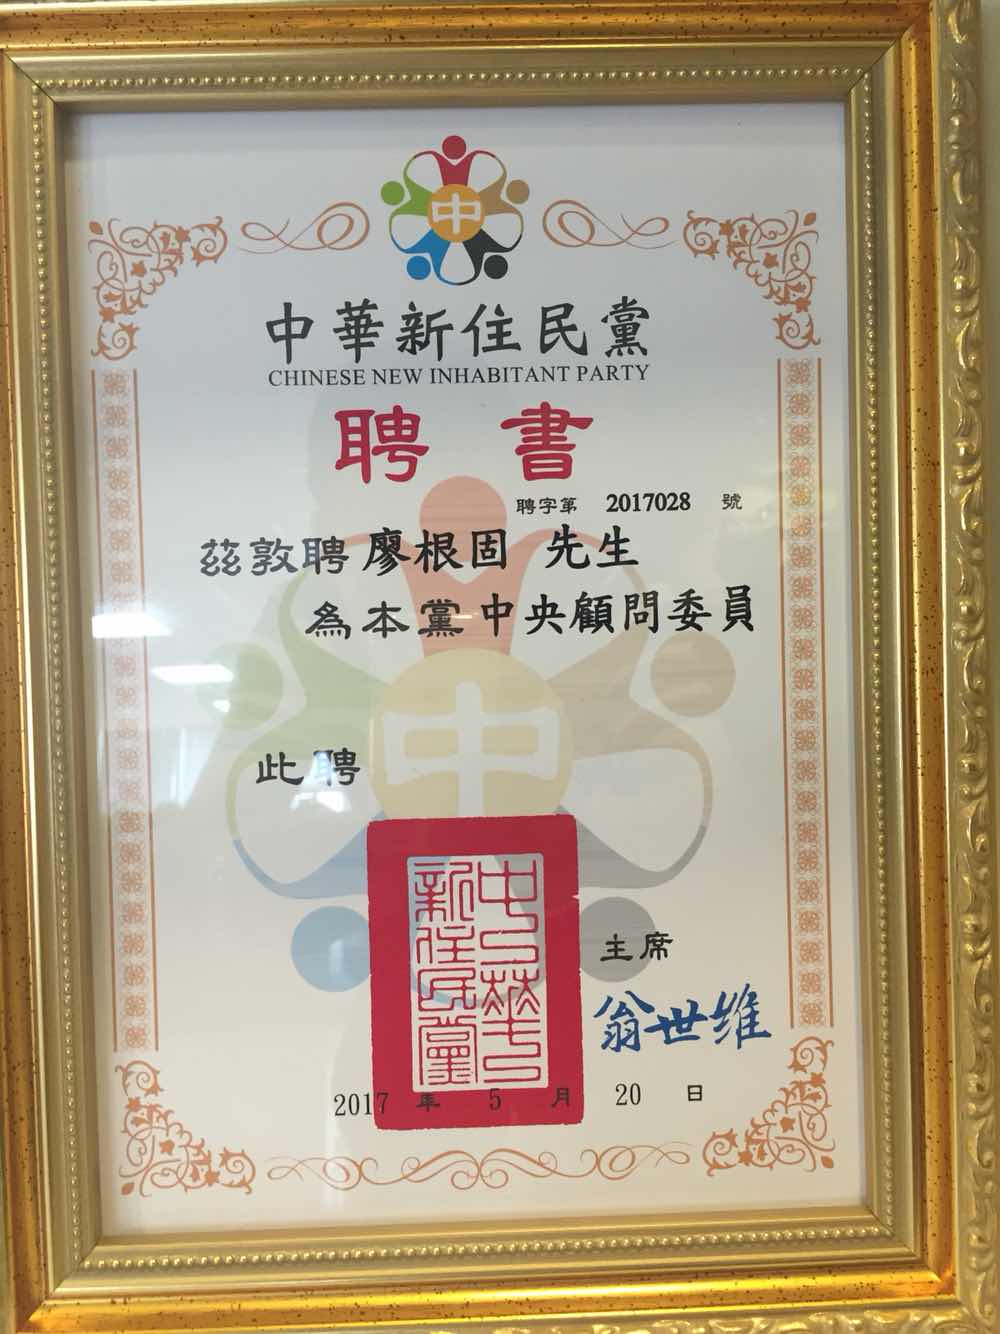 中
中華新住民黨
CHINESE NEW INHABITANT PARTY
聘書
聘字第 2017028 號
茲敦聘廖根固 先生
為本黨中央顧問委員
中
此聘
中華新住民黨
主席
翁世维
2017 年 5 月 20 日